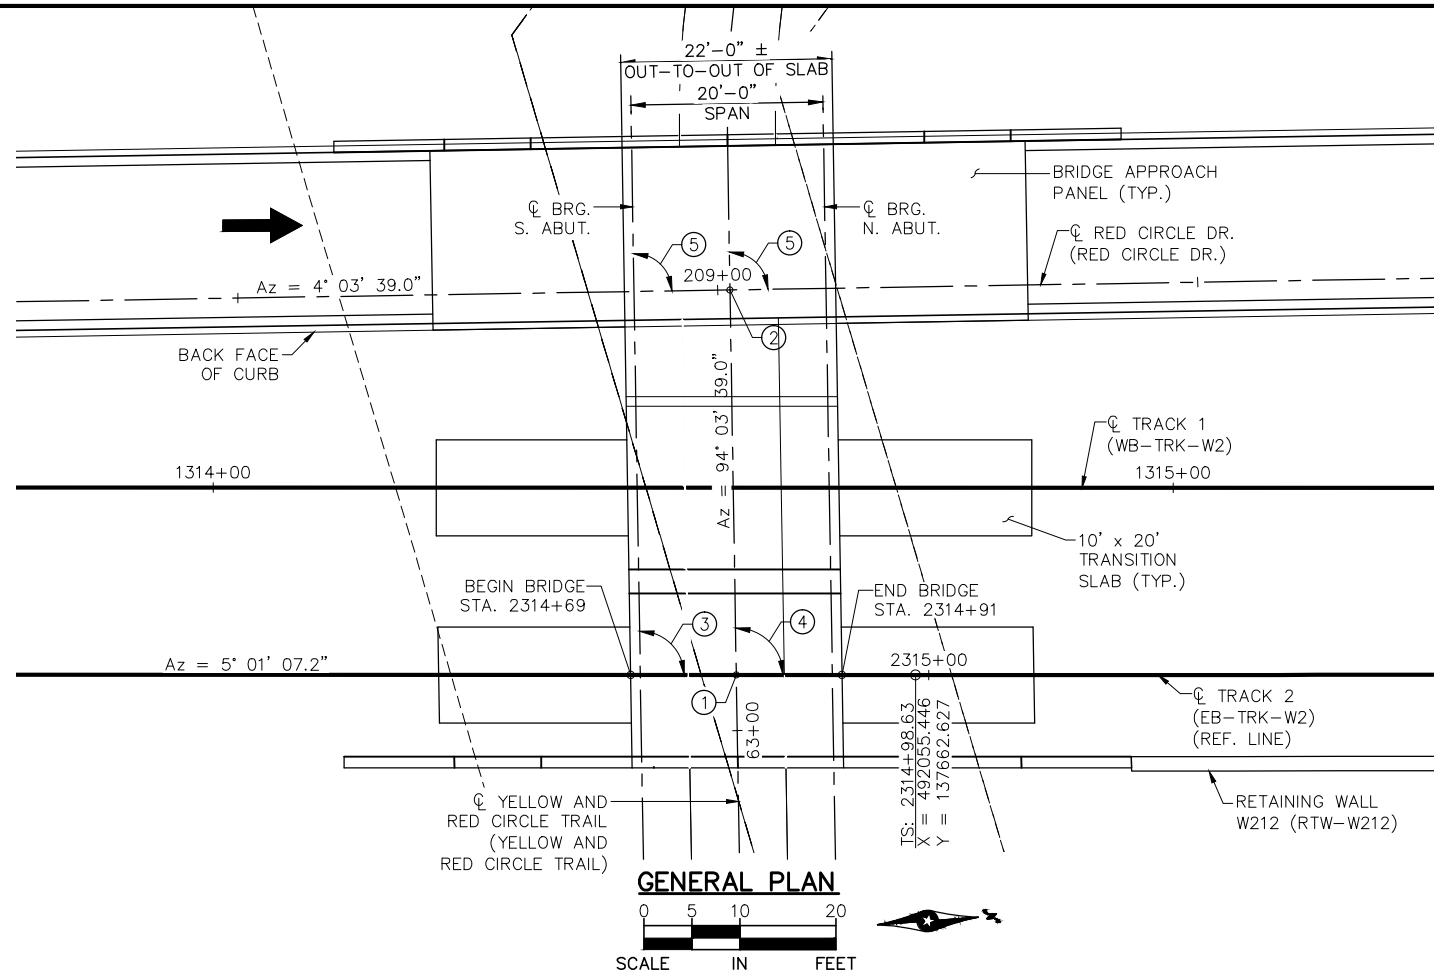 22'-0" ±
OUT-TO-OUT OF SLAB
20'-0"
SPAN
BRIDGE APPROACH
PANEL (TYP.)
℄ BRG.
S. ABUT.
℄ BRG.
N. ABUT.
℄ RED CIRCLE DR.
(RED CIRCLE DR.)
5
5
209+00
Az = 4° 03' 39.0"
2
BACK FACE
OF CURB
Az = 94° 03' 39.0"
℄ TRACK 1
(WB-TRK-W2)
1314+00
1315+00
10' x 20'
TRANSITION
SLAB (TYP.)
BEGIN BRIDGE
STA. 2314+69
END BRIDGE
STA. 2314+91
3
4
Az = 5° 01' 07.2"
2315+00
1
63+00
℄ TRACK 2
(EB-TRK-W2)
(REF. LINE)
TS: 2314+98.63
X = 492055.446
Y = 137662.627
℄ YELLOW AND
RED CIRCLE TRAIL
(YELLOW AND
RED CIRCLE TRAIL)
RETAINING WALL
W212 (RTW-W212)
GENERAL PLAN
0 5 10 20
SCALE IN FEET